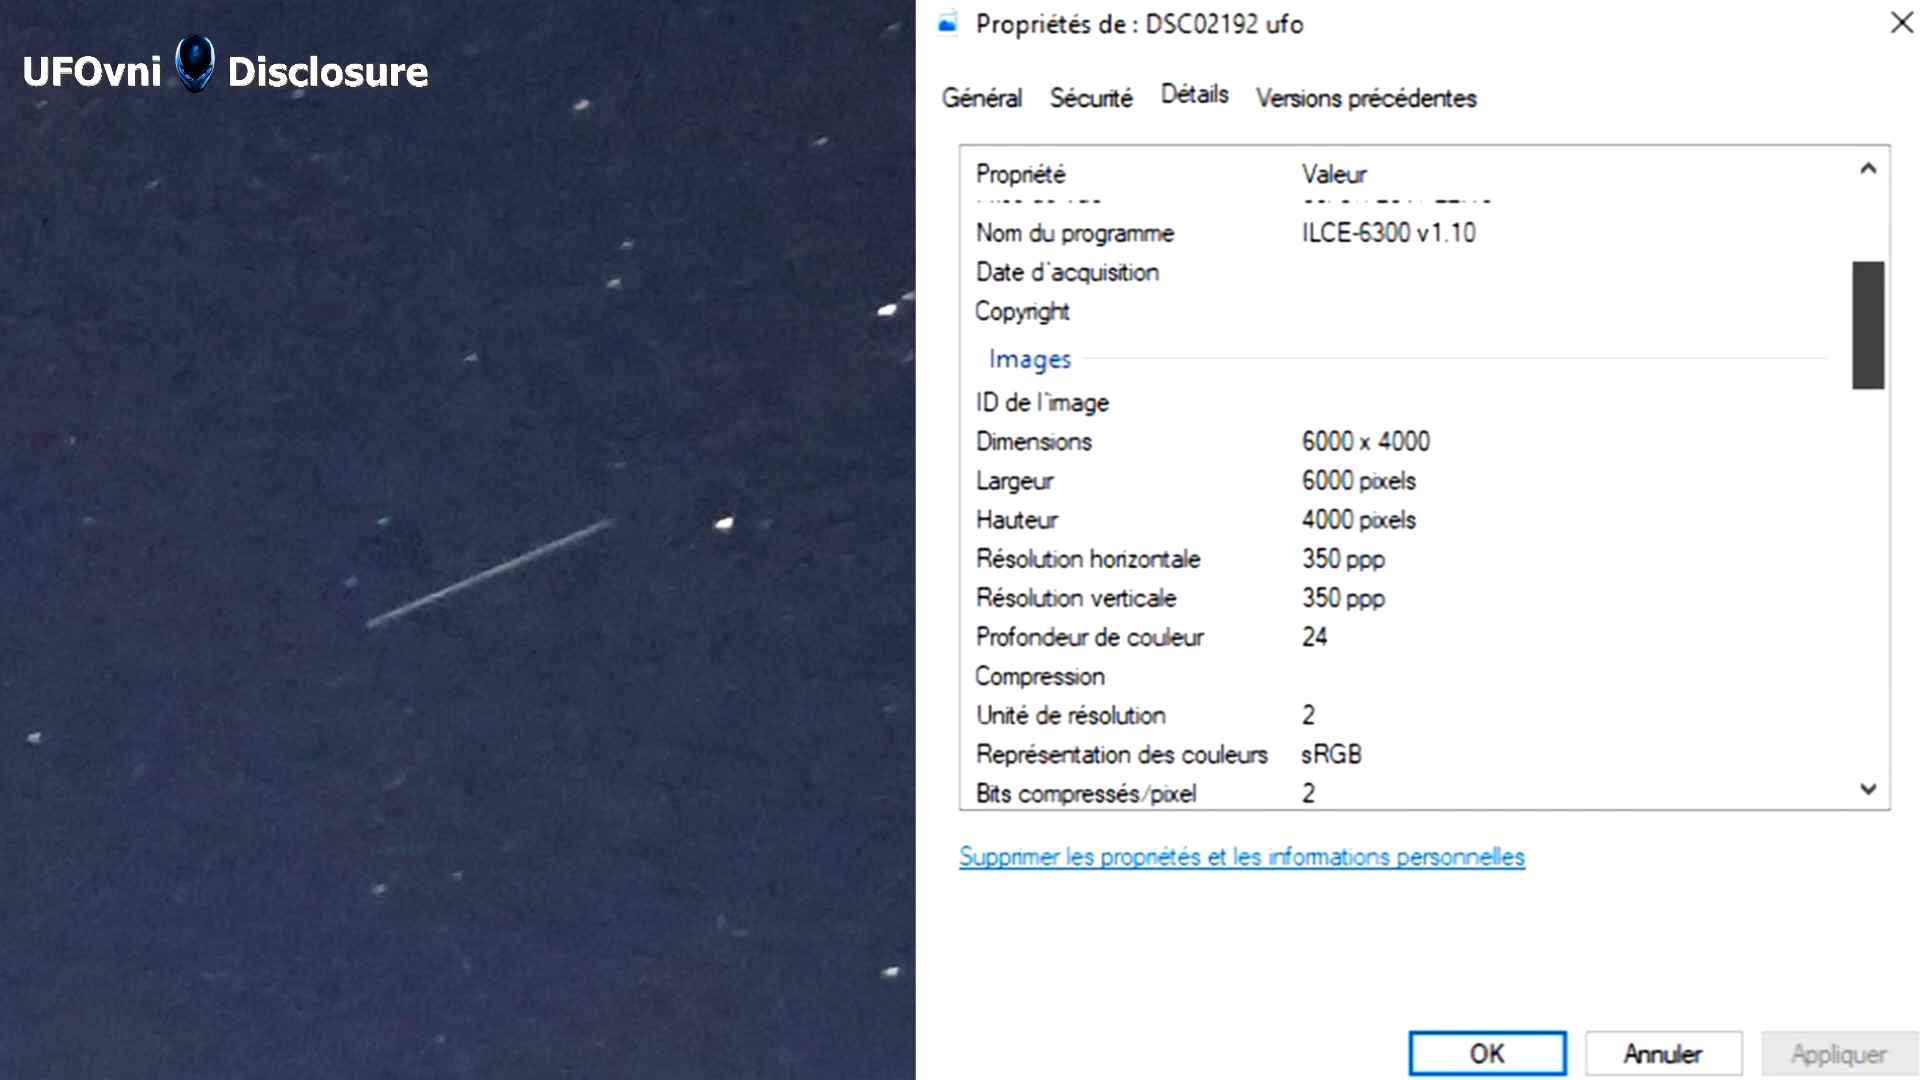 UFOvni Disclosure
Propriétés de : DSC02192 ufo
Général Sécurité Détails Versions précédentes
Propriété Valeur
Nom du programme ILCE-6300 v1.10
Date d'acquisition
Copyright
Images
ID de l'image
Dimensions 6000 x 4000
Largeur 6000 pixels
Hauteur 4000 pixels
Résolution horizontale 350 ppp
Résolution verticale 350 ppp
Profondeur de couleur 24
Compression
Unité de résolution 2
Représentation des couleurs sRGB
Bits compressés/pixel 2
Supprimer les propriétés et les informations personnelles
OK Annuler Appliquer